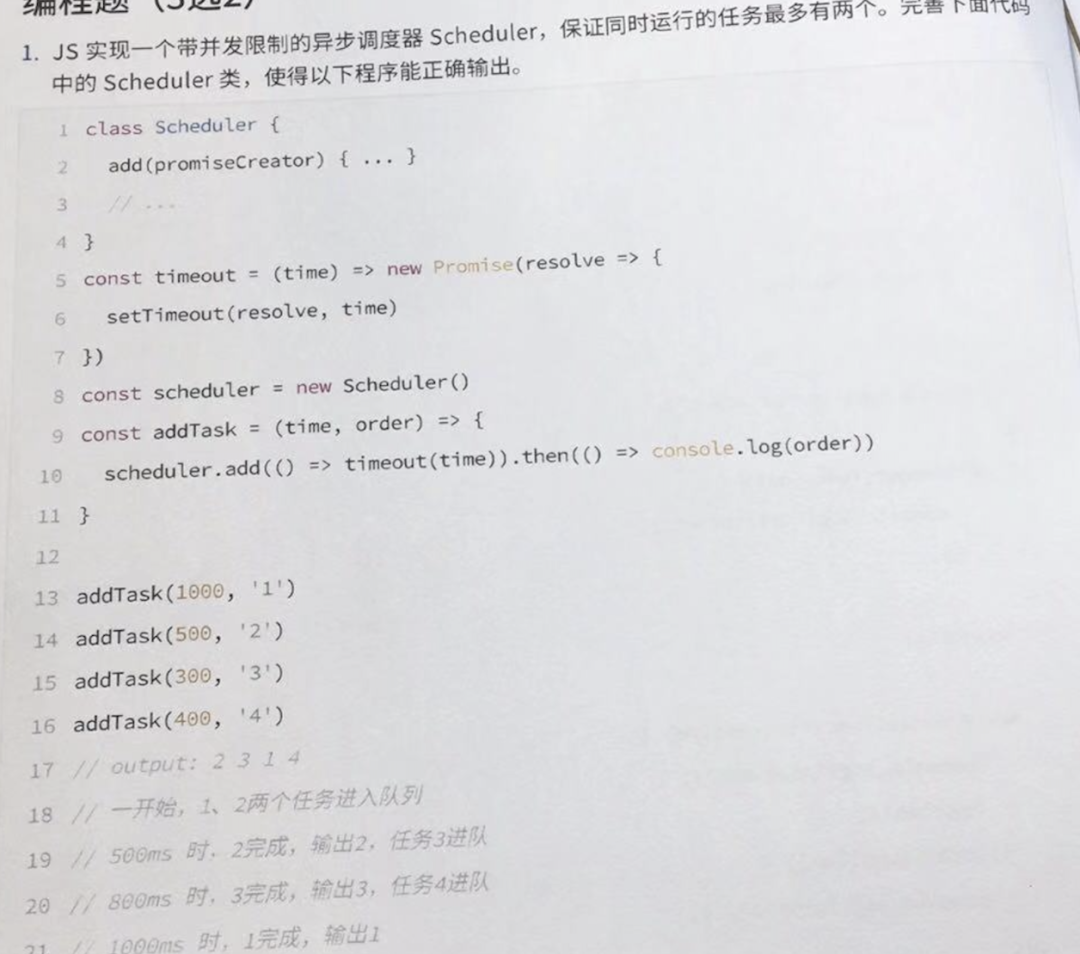 编程题（3选2）
1. JS 实现一个带并发限制的异步调度器 Scheduler，保证同时运行的任务最多有两个。完善下面代码
中的 Scheduler 类，使得以下程序能正确输出。
1 class Scheduler {
2 add(promiseCreator) { ... }
3 // ...
4 }
5 const timeout = (time) => new Promise(resolve => {
6 setTimeout(resolve, time)
7 })
8 const scheduler = new Scheduler()
9 const addTask = (time, order) => {
10 scheduler.add(() => timeout(time)).then(() => console.log(order))
11 }
12
13 addTask(1000, '1')
14 addTask(500, '2')
15 addTask(300, '3')
16 addTask(400, '4')
17 // output: 2 3 1 4
18 // 一开始，1、2两个任务进入队列
19 // 500ms 时，2完成，输出2，任务3进队
20 // 800ms 时，3完成，输出3，任务4进队
21 // 1000ms 时，1完成，输出1